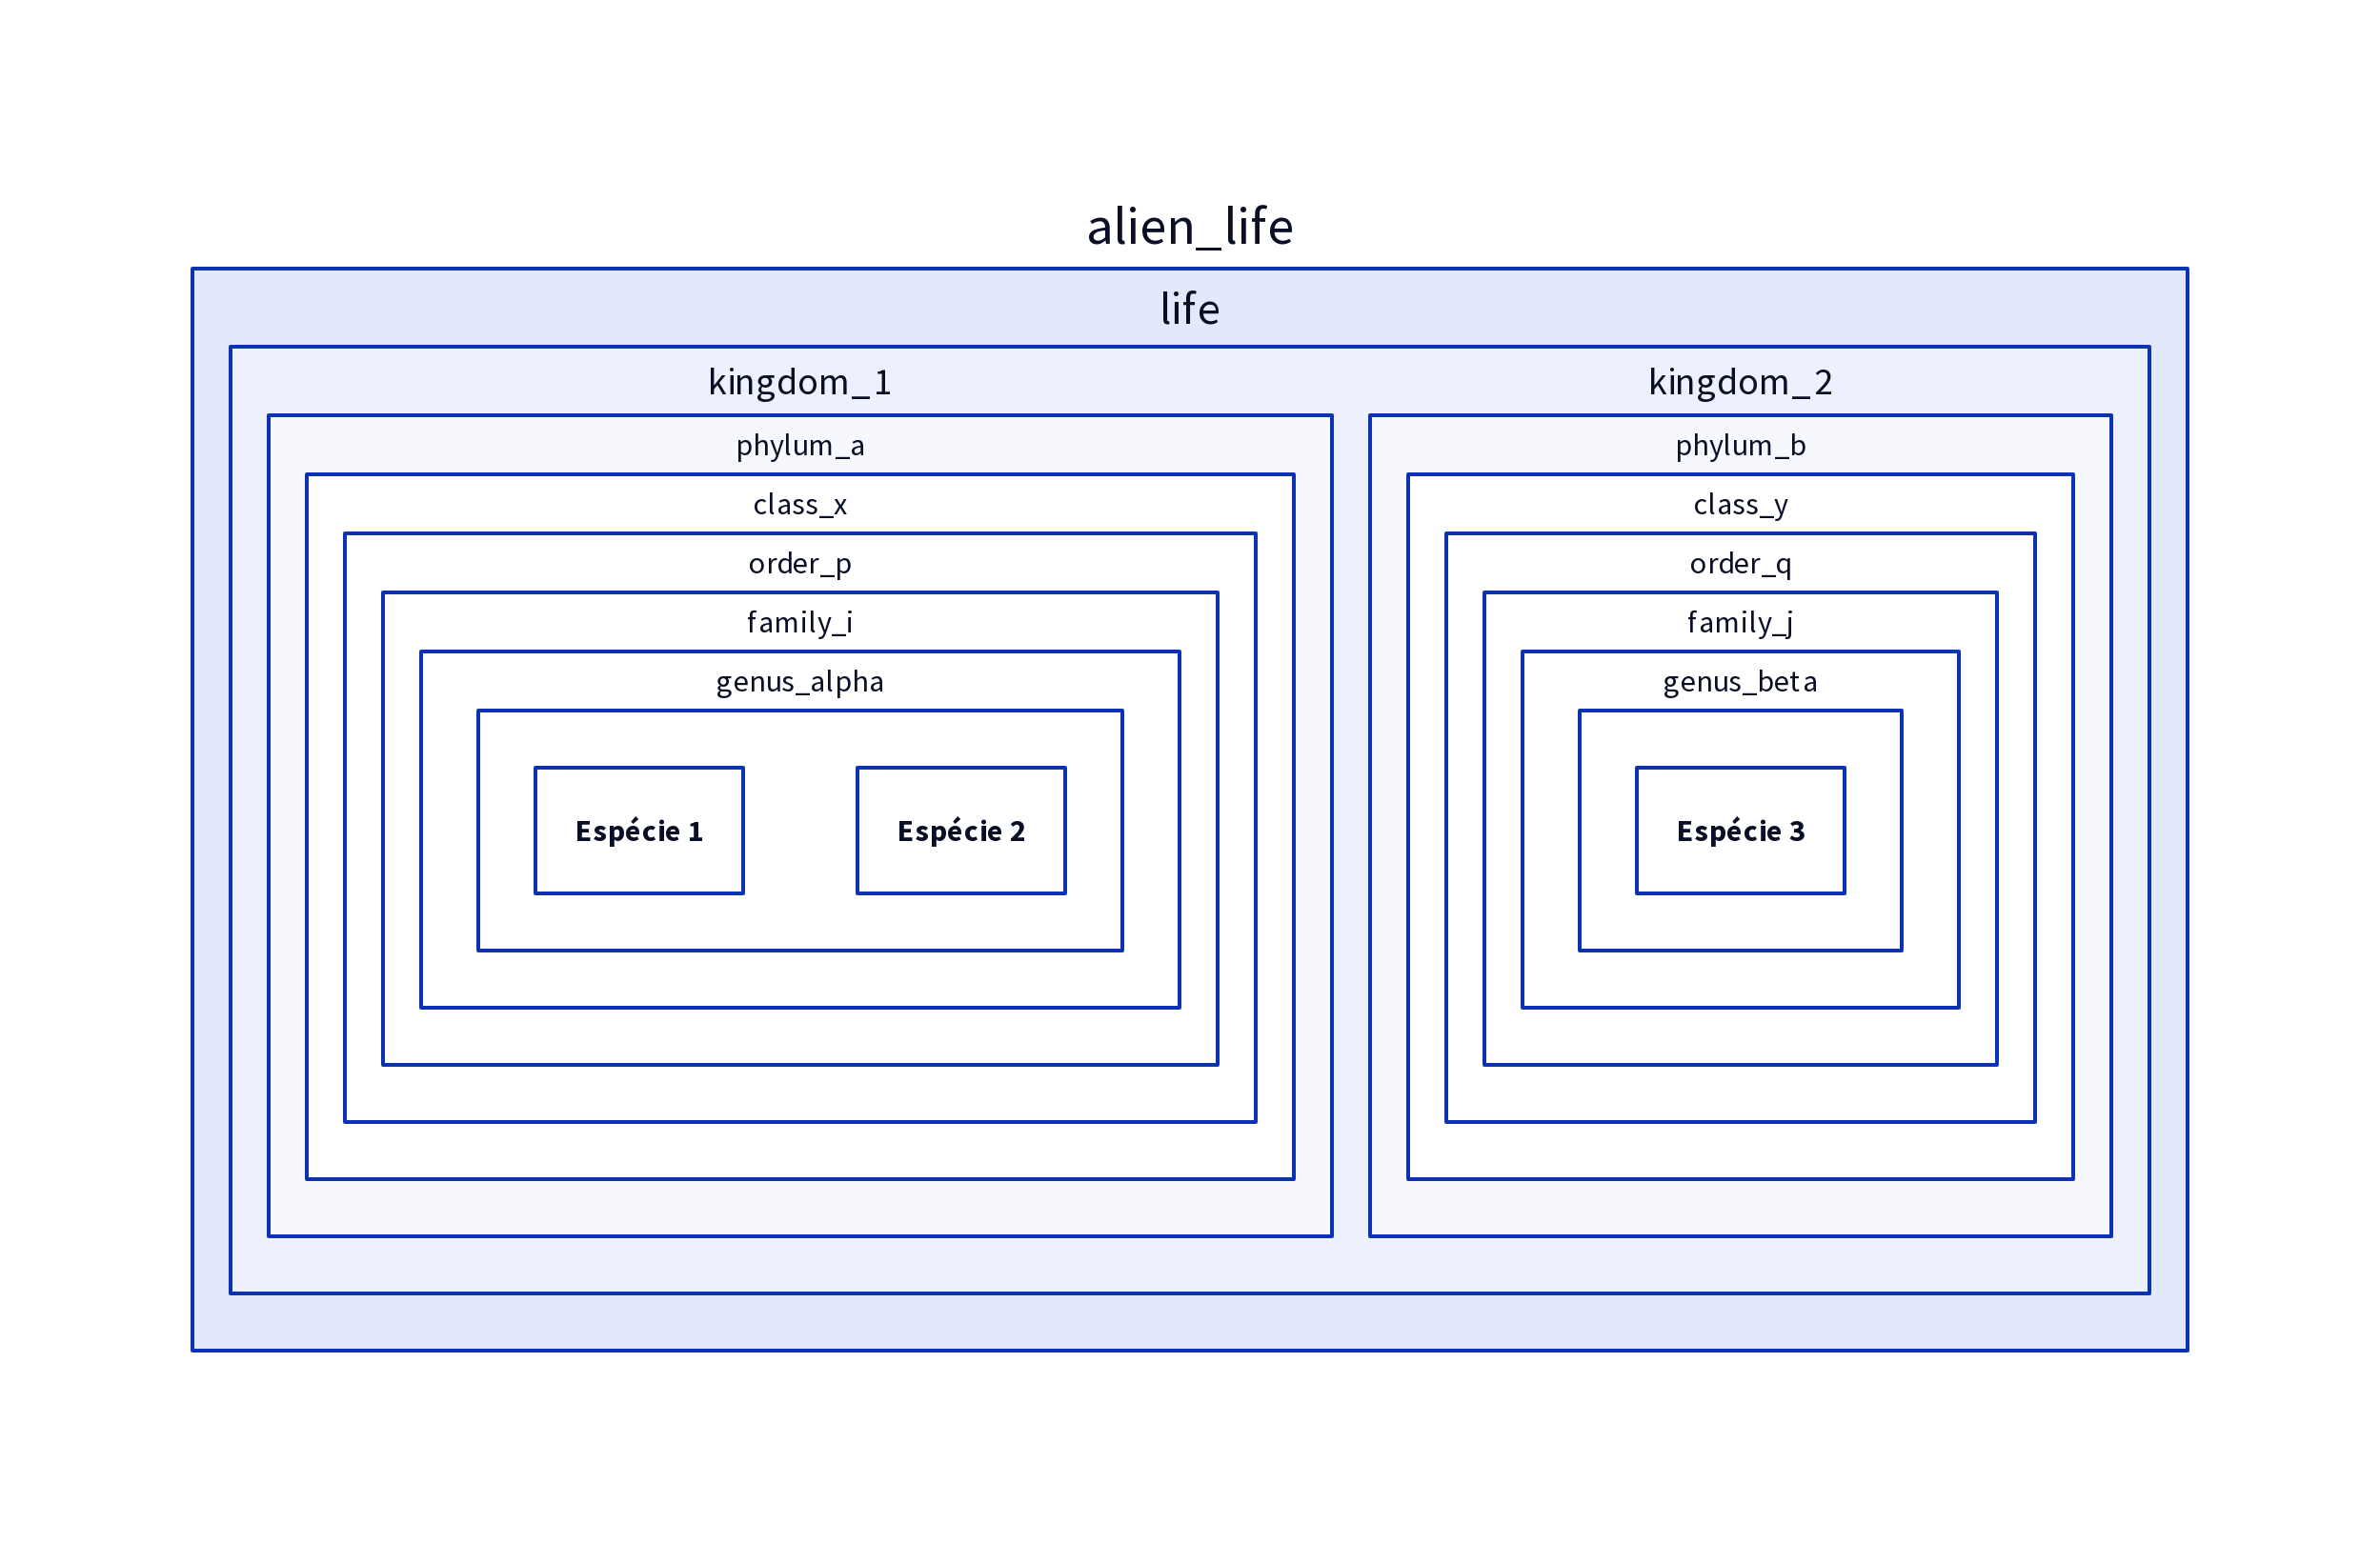 alien_life
life
kingdom_1
phylum_a
class_x
order_p
family_i
genus_alpha
Espécie 1
Espécie 2
kingdom_2
phylum_b
class_y
order_q
family_j
genus_beta
Espécie 3